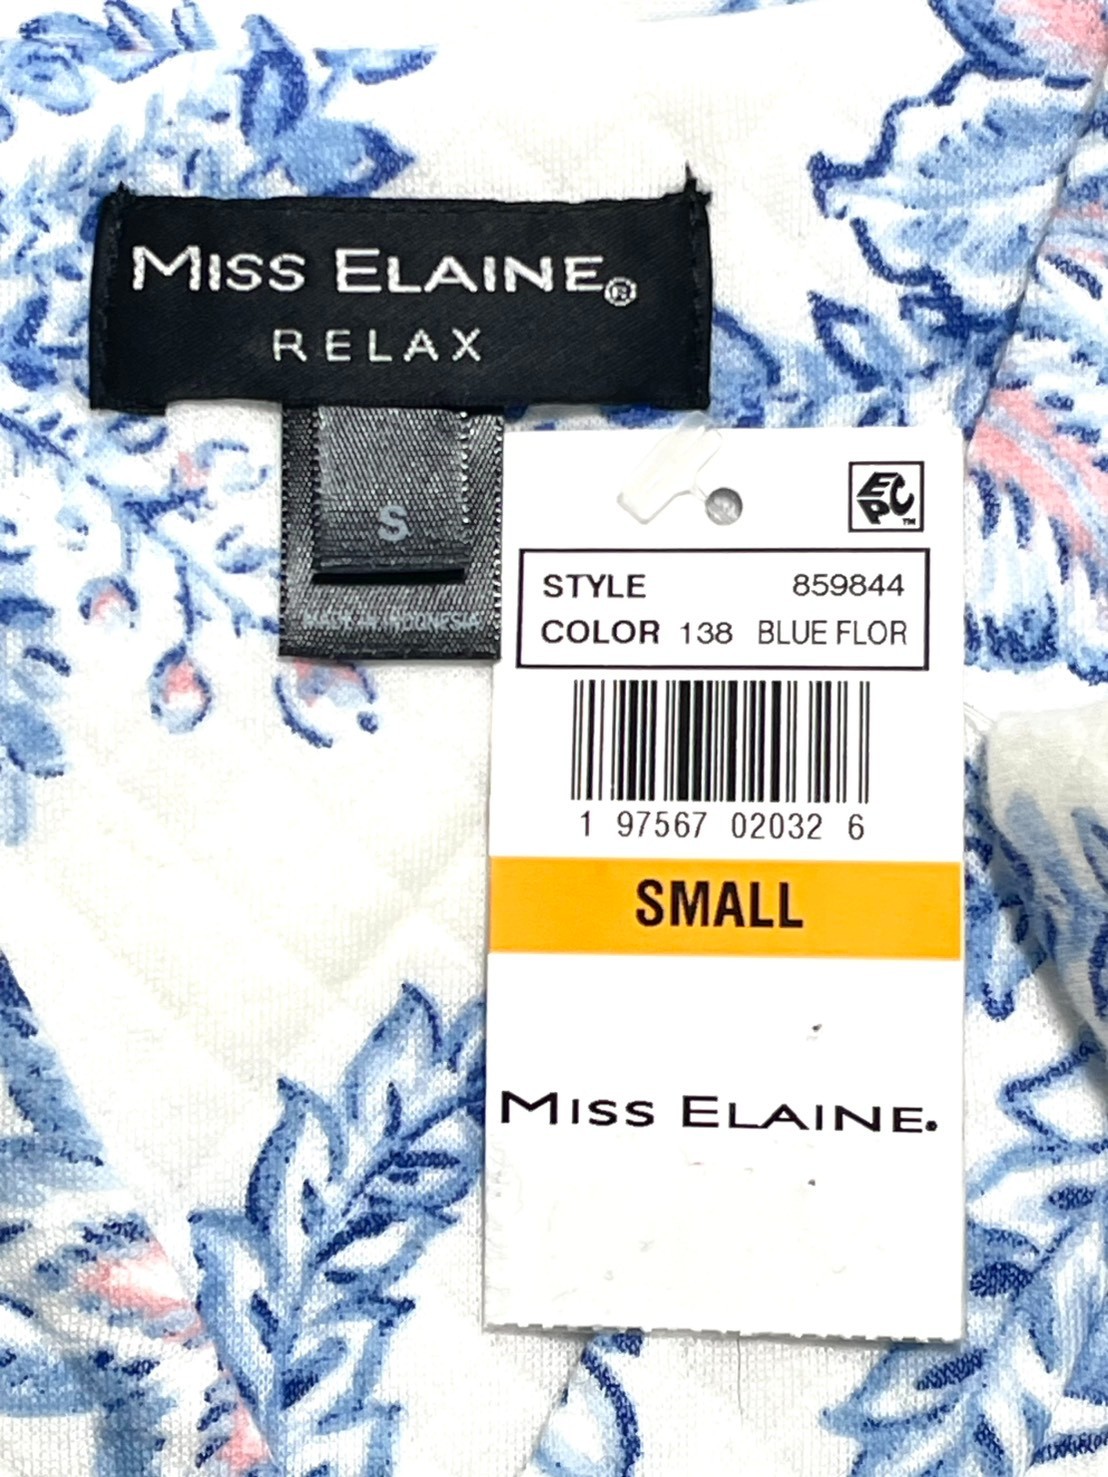 MISS ELAINE®
RELAX
S
MADE IN INDONESIA
EPC™
STYLE 859844
COLOR 138 BLUE FLOR
1 97567 02032 6
SMALL
MISS ELAINE®